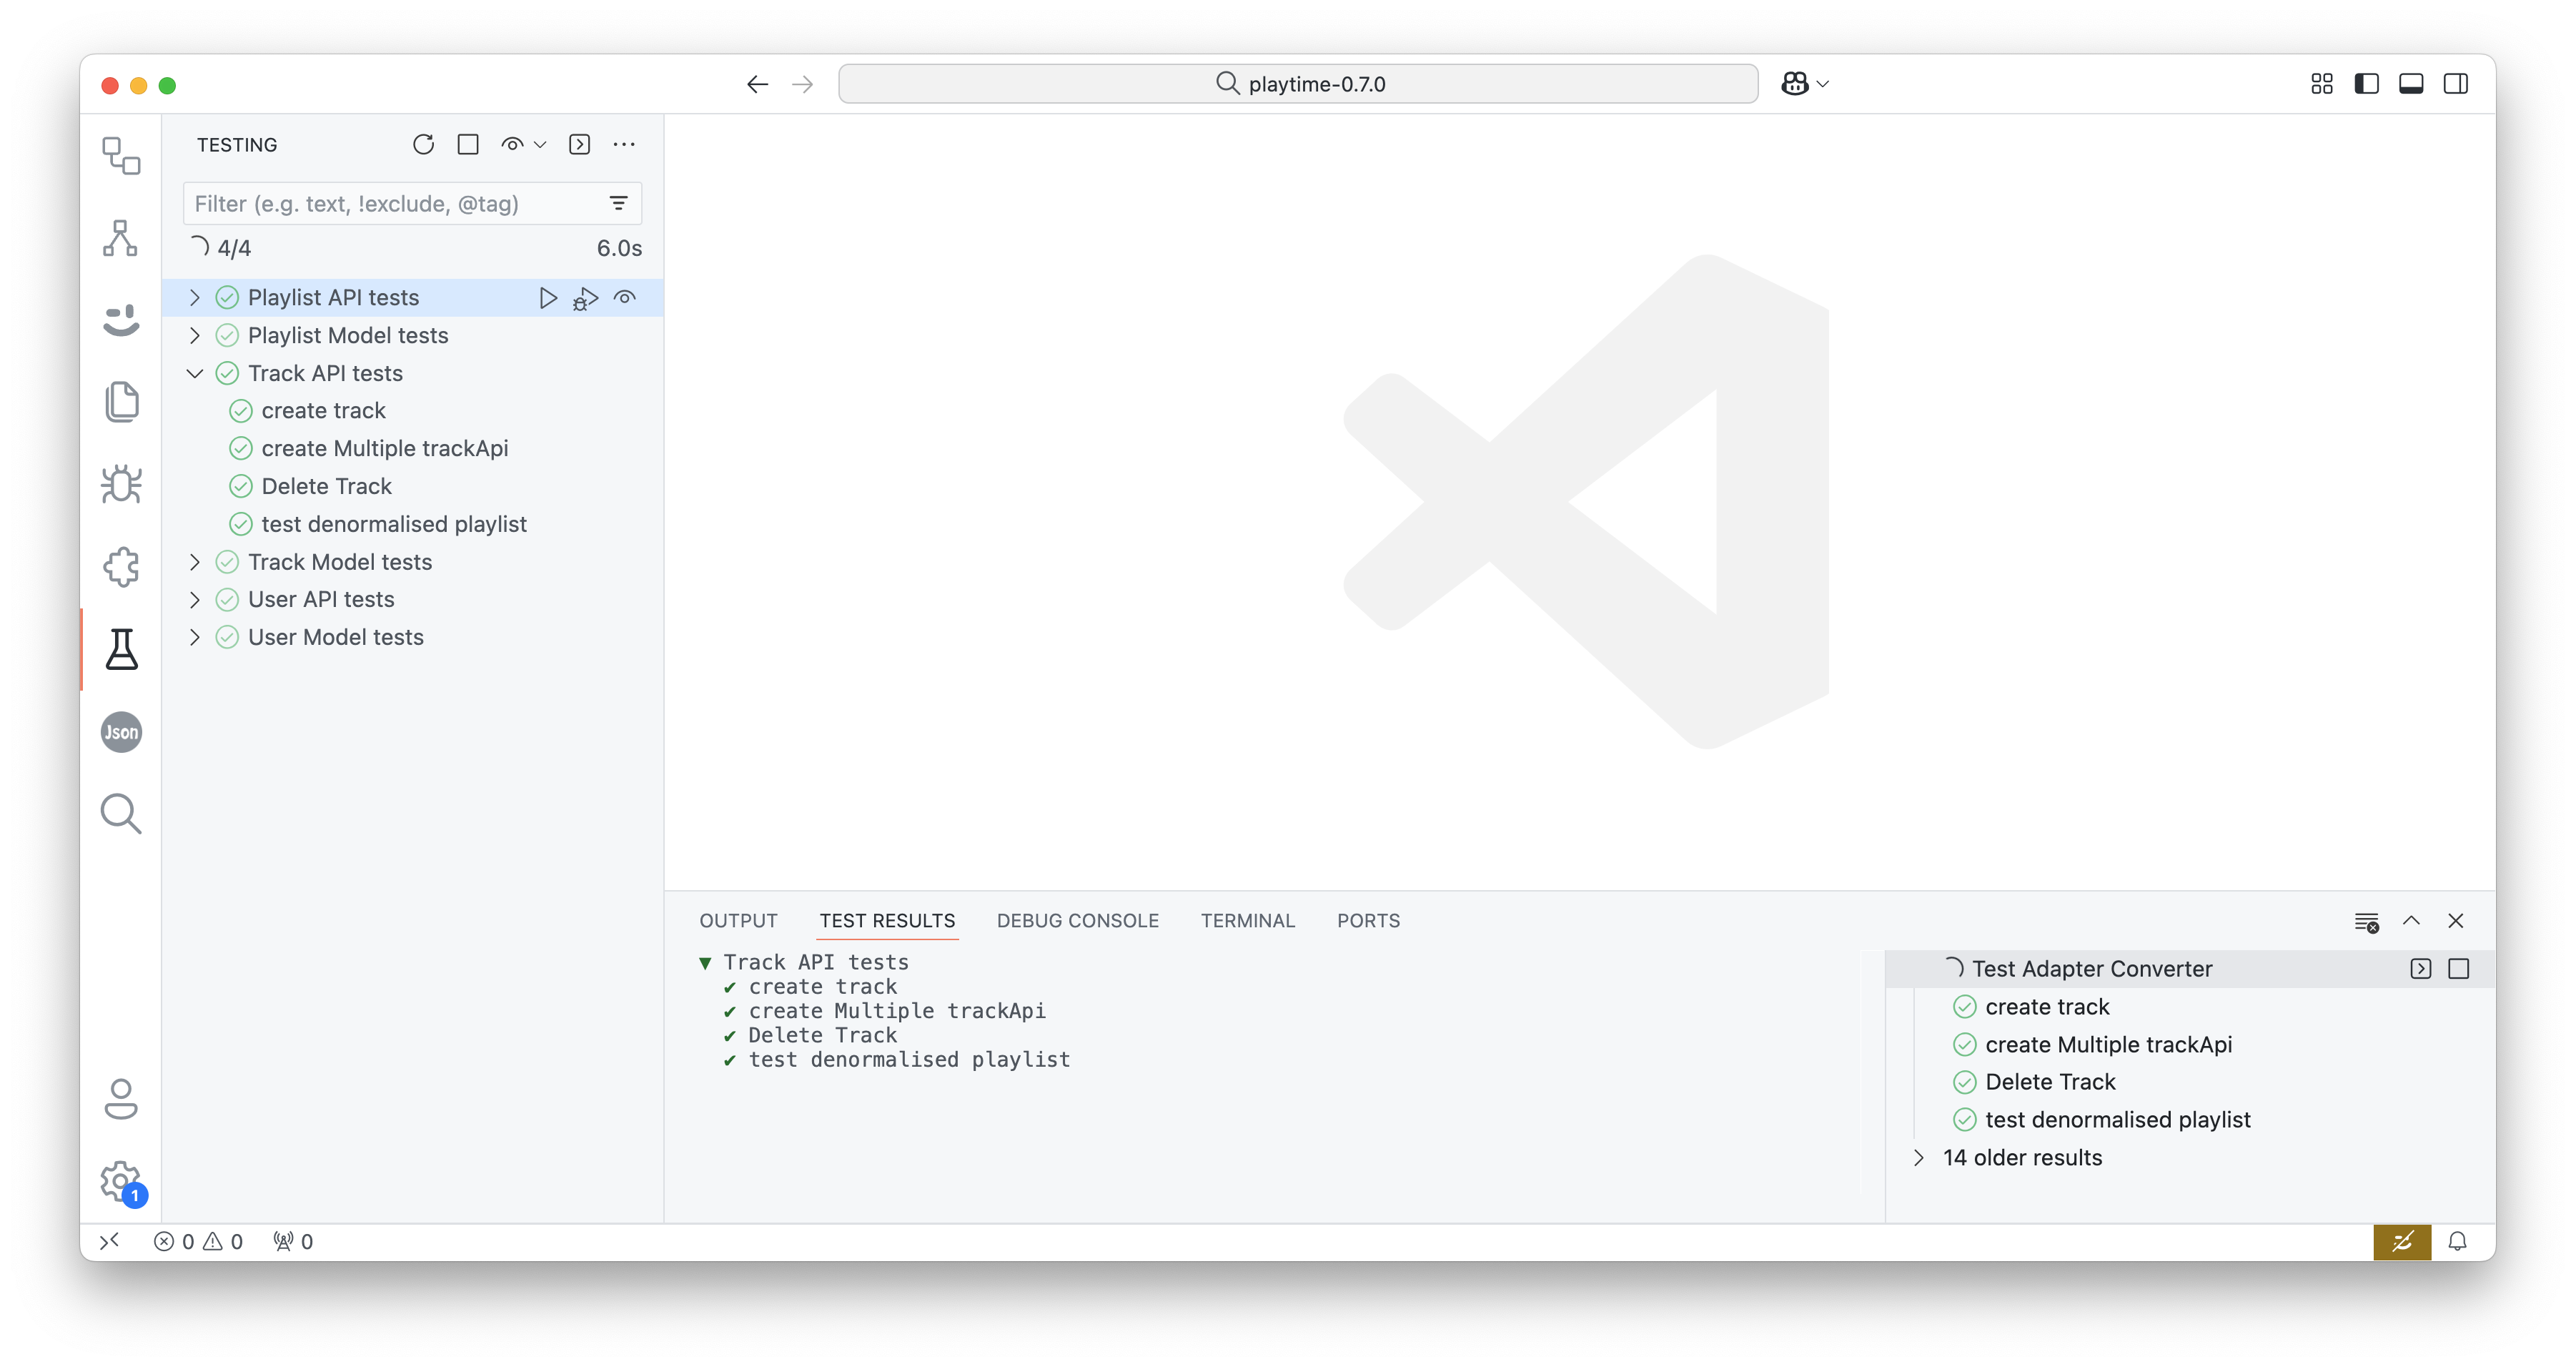 playtime-0.7.0
TESTING
Filter (e.g. text, !exclude, @tag)
4/4 6.0s
Playlist API tests
Playlist Model tests
Track API tests
create track
create Multiple trackApi
Delete Track
test denormalised playlist
Track Model tests
User API tests
User Model tests
Json
1
OUTPUT TEST RESULTS DEBUG CONSOLE TERMINAL PORTS
Track API tests
create track
create Multiple trackApi
Delete Track
test denormalised playlist
Test Adapter Converter
create track
create Multiple trackApi
Delete Track
test denormalised playlist
14 older results
0 0 0